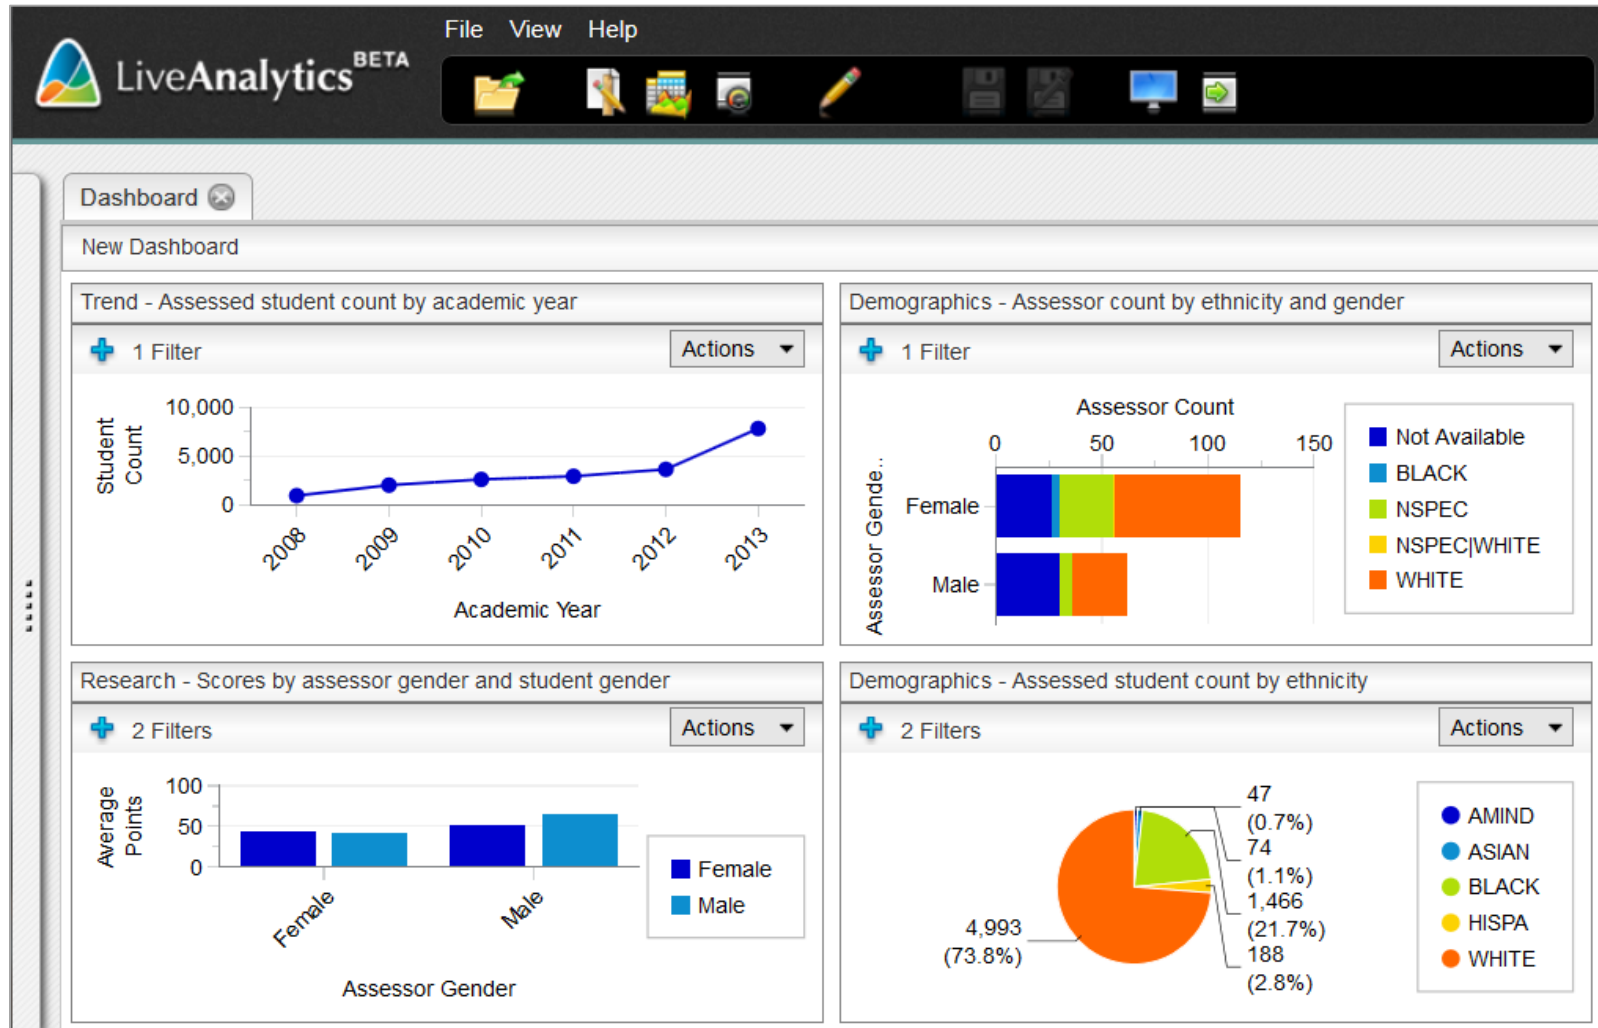 File View Help
LiveAnalytics BETA
Dashboard
New Dashboard
Trend - Assessed student count by academic year
1 Filter
Actions
Student
Count
10,000
5,000
0
2008
2009
2010
2011
2012
2013
Academic Year
Demographics - Assessor count by ethnicity and gender
1 Filter
Actions
Assessor Count
0
50
100
150
Assessor Gende..
Female
Male
Not Available
BLACK
NSPEC
NSPEC|WHITE
WHITE
Research - Scores by assessor gender and student gender
2 Filters
Actions
Average
Points
100
50
0
Female
Male
Assessor Gender
Female
Male
Demographics - Assessed student count by ethnicity
2 Filters
Actions
47
(0.7%)
74
(1.1%)
1,466
(21.7%)
188
(2.8%)
4,993
(73.8%)
AMIND
ASIAN
BLACK
HISPA
WHITE